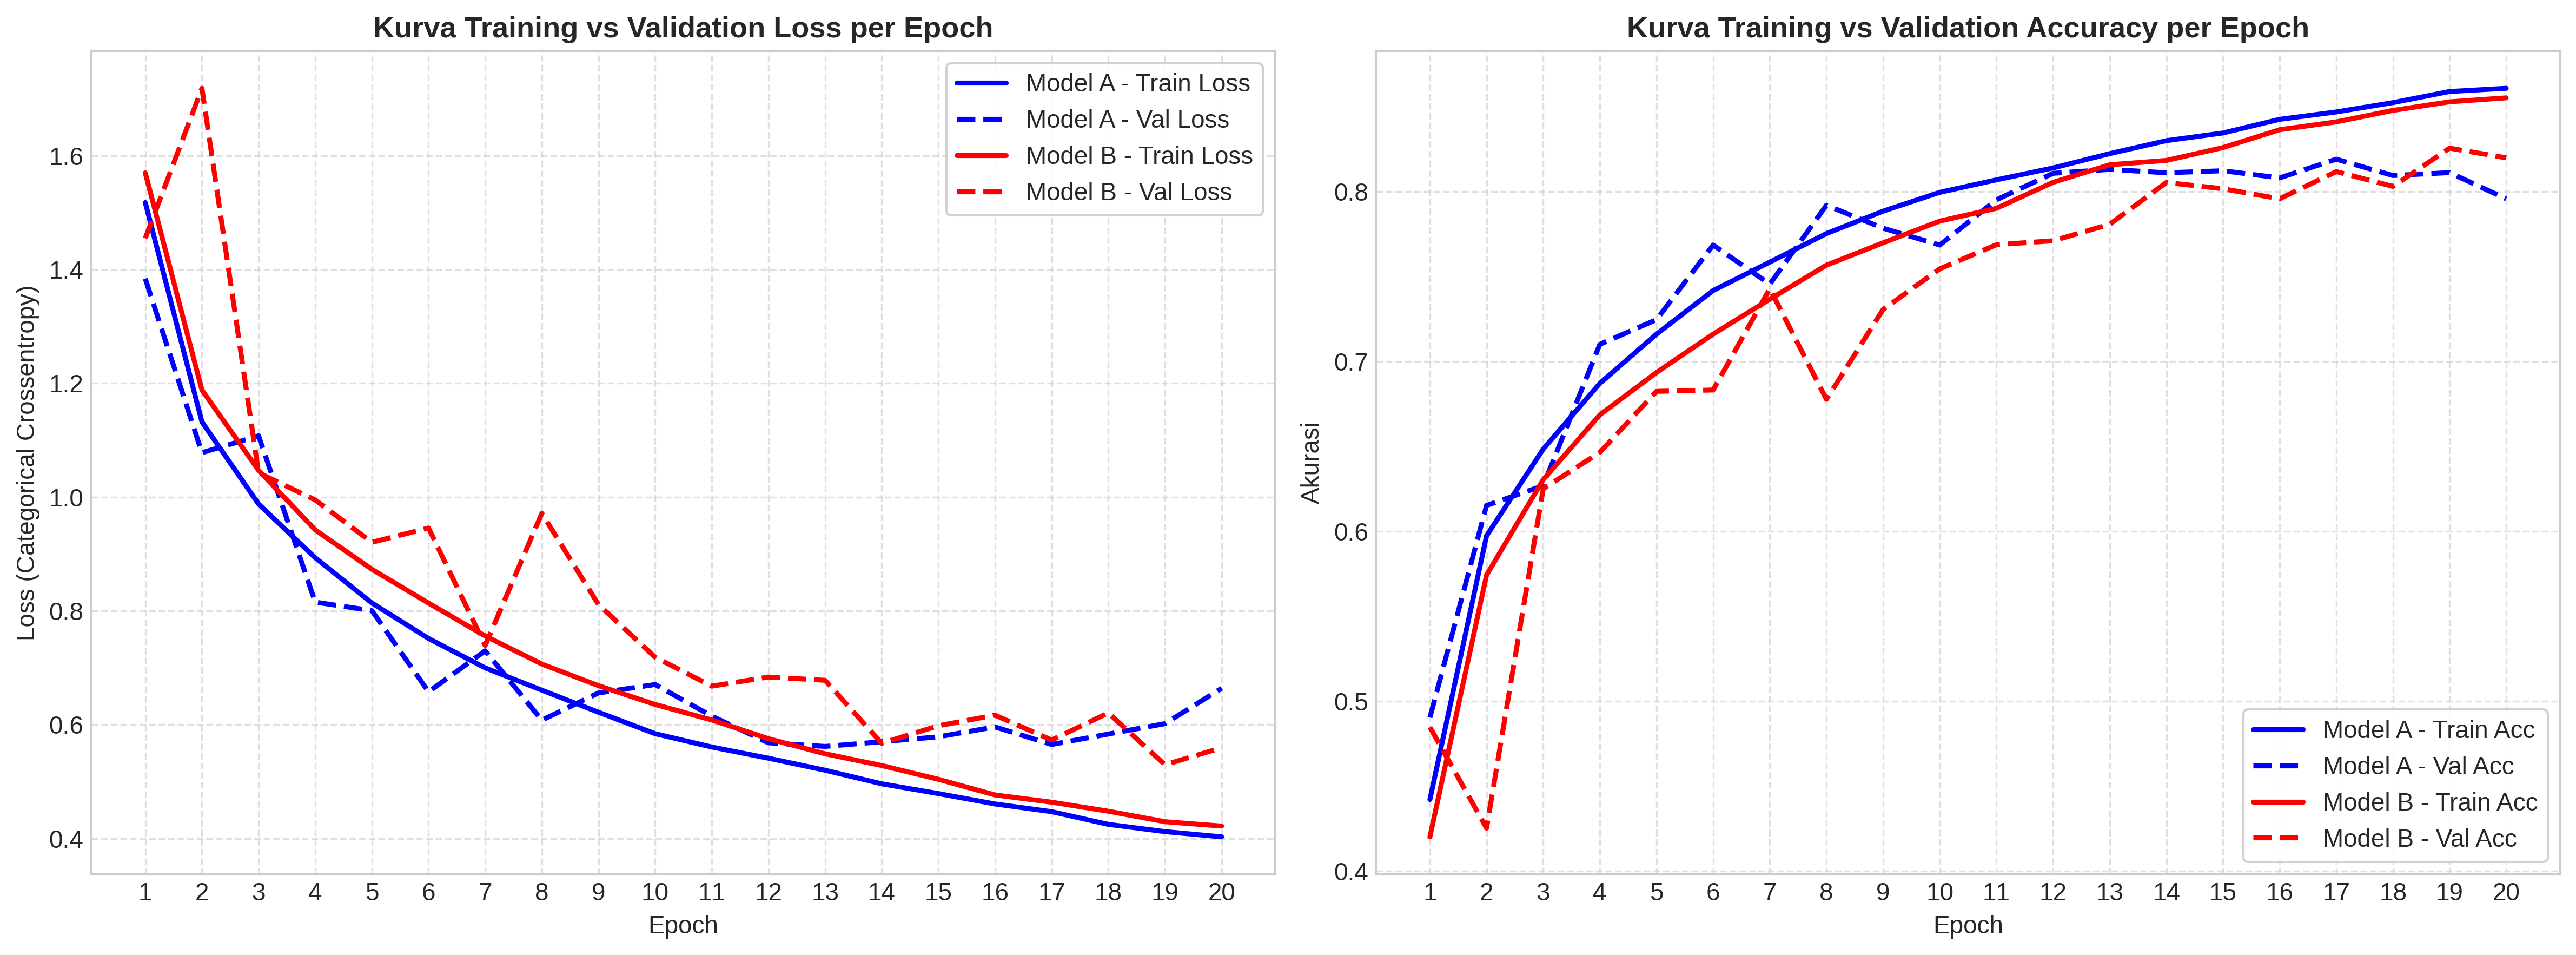 Kurva Training vs Validation Loss per Epoch
Model A - Train Loss
Model A - Val Loss
Model B - Train Loss
Model B - Val Loss
Loss (Categorical Crossentropy)
1.6
1.4
1.2
1.0
0.8
0.6
0.4
1 2 3 4 5 6 7 8 9 10 11 12 13 14 15 16 17 18 19 20
Epoch
Kurva Training vs Validation Accuracy per Epoch
Akurasi
0.8
0.7
0.6
0.5
0.4
Model A - Train Acc
Model A - Val Acc
Model B - Train Acc
Model B - Val Acc
1 2 3 4 5 6 7 8 9 10 11 12 13 14 15 16 17 18 19 20
Epoch